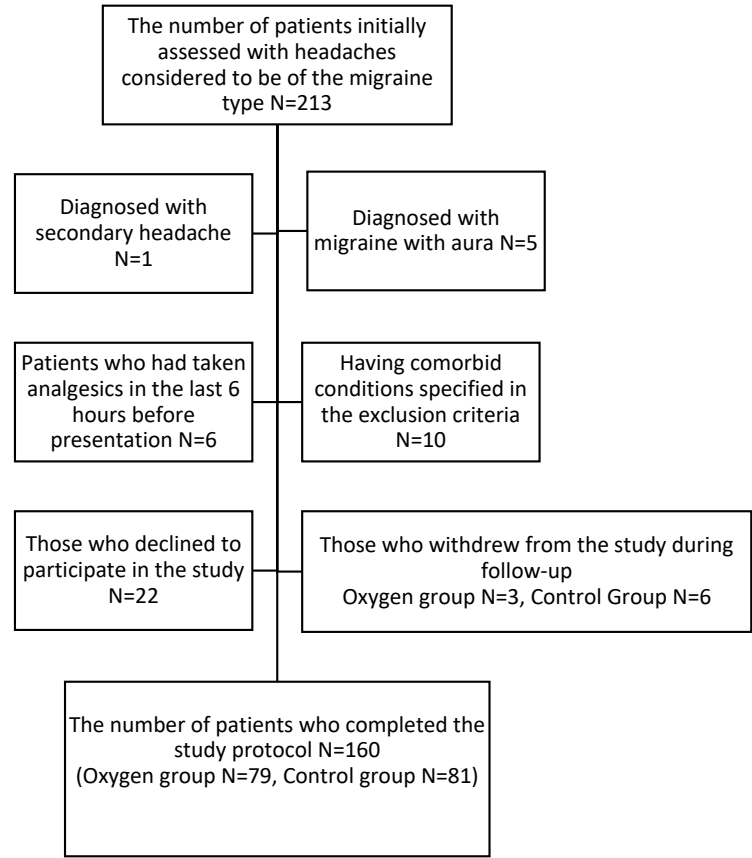 The number of patients initially
assessed with headaches
considered to be of the migraine
type N=213
Diagnosed with
secondary headache
N=1
Diagnosed with
migraine with aura N=5
Patients who had taken
analgesics in the last 6
hours before
presentation N=6
Having comorbid
conditions specified in
the exclusion criteria
N=10
Those who declined to
participate in the study
N=22
Those who withdrew from the study during
follow-up
Oxygen group N=3, Control Group N=6
The number of patients who completed the
study protocol N=160
(Oxygen group N=79, Control group N=81)